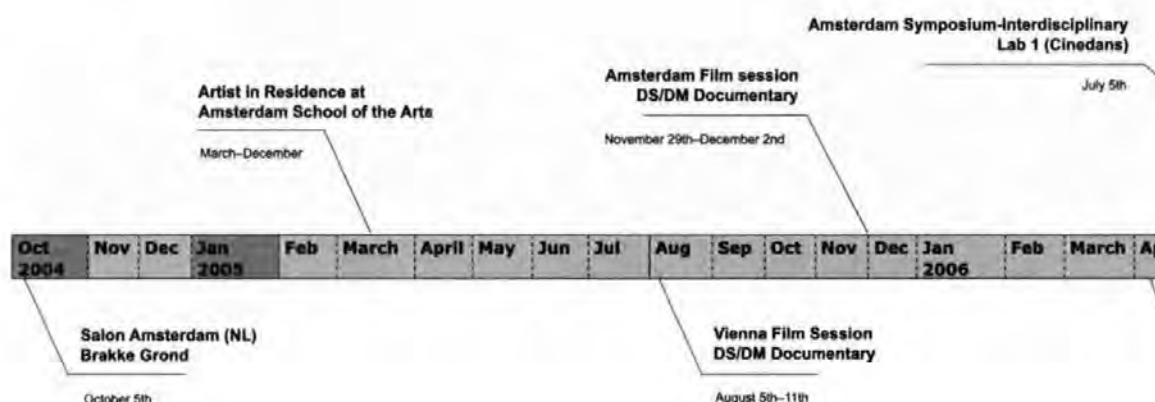 Amsterdam Symposium-Interdisciplinary
Lab 1 (Cinedans)
July 5th
Artist in Residence at
Amsterdam School of the Arts
March–December
Amsterdam Film session
DS/DM Documentary
November 29th–December 2nd
Oct Nov Dec Jan Feb March April May Jun Jul Aug Sep Oct Nov Dec Jan Feb March
2004 2005 2006
Salon Amsterdam (NL)
Brakke Grond
October 5th
Vienna Film Session
DS/DM Documentary
August 5th–11th